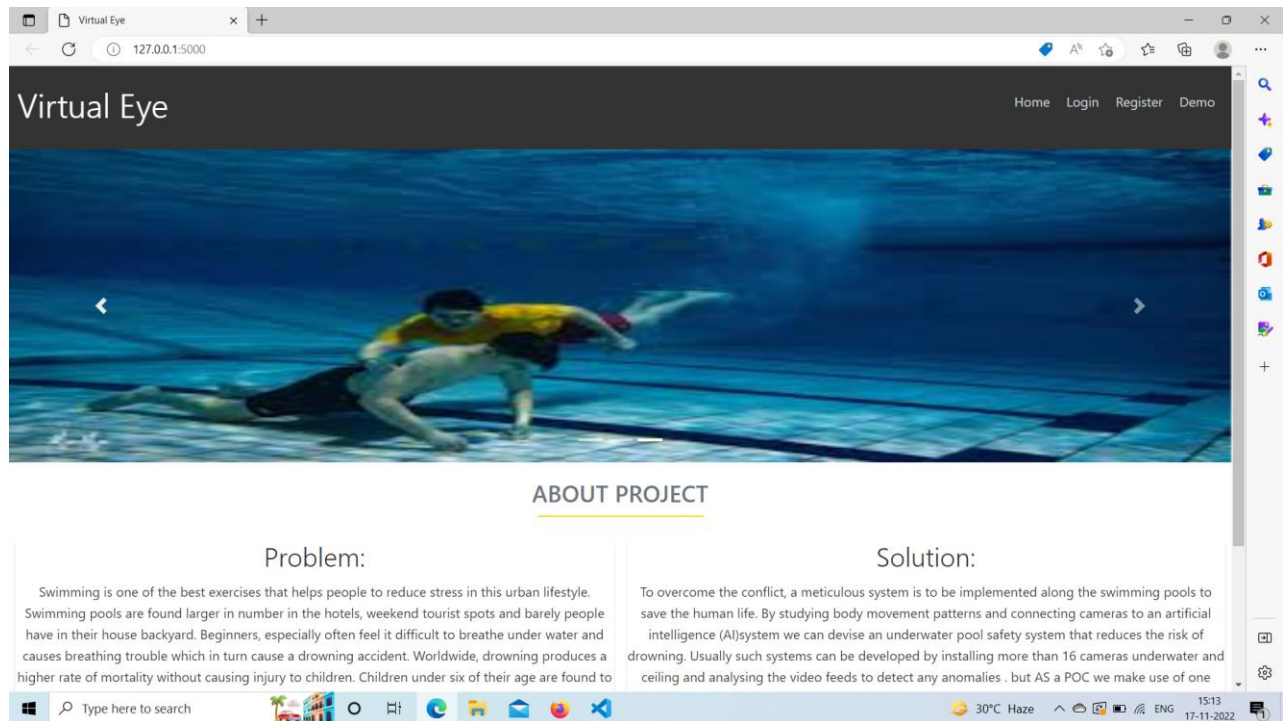 Virtual Eye
127.0.0.1:5000
Virtual Eye
Home Login Register Demo
ABOUT PROJECT
Problem:
Swimming is one of the best exercises that helps people to reduce stress in this urban lifestyle.
Swimming pools are found larger in number in the hotels, weekend tourist spots and barely people
have in their house backyard. Beginners, especially often feel it difficult to breathe under water and
causes breathing trouble which in turn cause a drowning accident. Worldwide, drowning produces a
higher rate of mortality without causing injury to children. Children under six of their age are found to
Solution:
To overcome the conflict, a meticulous system is to be implemented along the swimming pools to
save the human life. By studying body movement patterns and connecting cameras to an artificial
intelligence (AI)system we can devise an underwater pool safety system that reduces the risk of
drowning. Usually such systems can be developed by installing more than 16 cameras underwater and
ceiling and analysing the video feeds to detect any anomalies . but AS a POC we make use of one
Type here to search
30°C Haze
ENG
15:13
17-11-2022
1